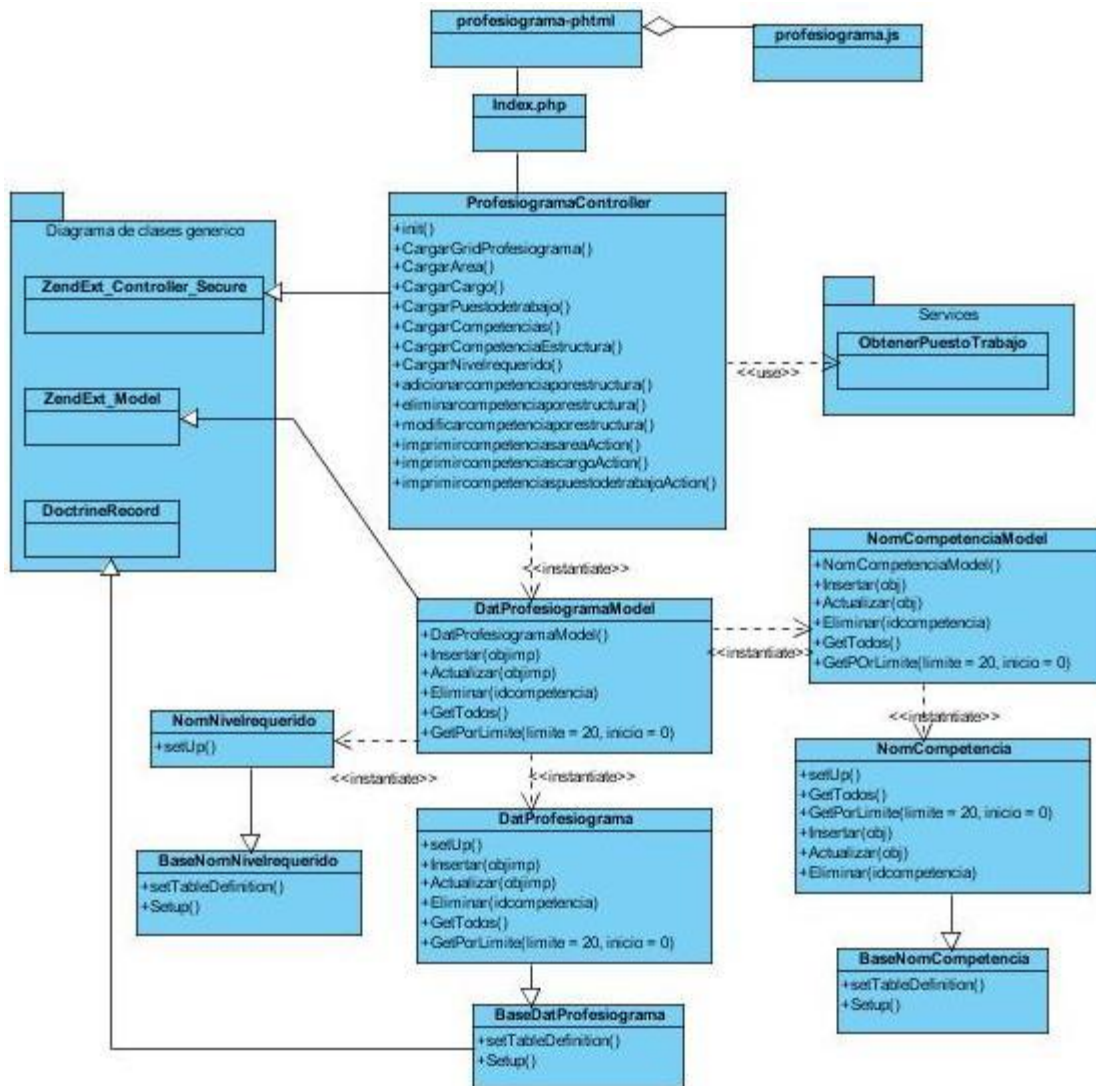 profesiograma-phtml
profesiograma.js
Index.php
ProfesiogramaController
+init()
+CargarGridProfesiograma()
+CargarArea()
+CargarCargo()
+CargarPuestodetrabajo()
+CargarCompetencias()
+CargarCompetenciaEstructura()
+CargarNivelrequerido()
+adicionarcompetenciaporestructura()
+eliminarcompetenciaporestructura()
+modificarcompetenciaporestructura()
+imprimircompetenciasareaAction()
+imprimircompetenciascargoAction()
+imprimircompetenciaspuestodetrabajoAction()
Diagrama de clases generico
ZendExt_Controller_Secure
ZendExt_Model
DoctrineRecord
Services
ObtenerPuestoTrabajo
<<use>>
<<instantiate>>
NomCompetenciaModel
+NomCompetenciaModel()
+Insertar(obj)
+Actualizar(obj)
+Eliminar(idcompetencia)
+GetTodos()
+GetPOrLimite(limite = 20, inicio = 0)
DatProfesiogramaModel
+DatProfesiogramaModel()
+Insertar(objimp)
+Actualizar(objimp)
+Eliminar(idcompetencia)
+GetTodos()
+GetPorLimite(limite = 20, inicio = 0)
<<instantiate>>
<<instatntiate>>
NomNivelrequerido
+setUp()
<<instantiate>>
<<instantiate>>
NomCompetencia
+setUp()
+GetTodos()
+GetPorLimite(limite = 20, inicio = 0)
+Insertar(obj)
+Actualizar(obj)
+Eliminar(idcompetencia)
DatProfesiograma
+setUp()
+Insertar(objimp)
+Actualizar(objimp)
+Eliminar(idcompetencia)
+GetTodos()
+GetPorLimite(limite = 20, inicio = 0)
BaseNomNivelrequerido
+setTableDefinition()
+Setup()
BaseNomCompetencia
+setTableDefinition()
+Setup()
BaseDatProfesiograma
+setTableDefinition()
+Setup()